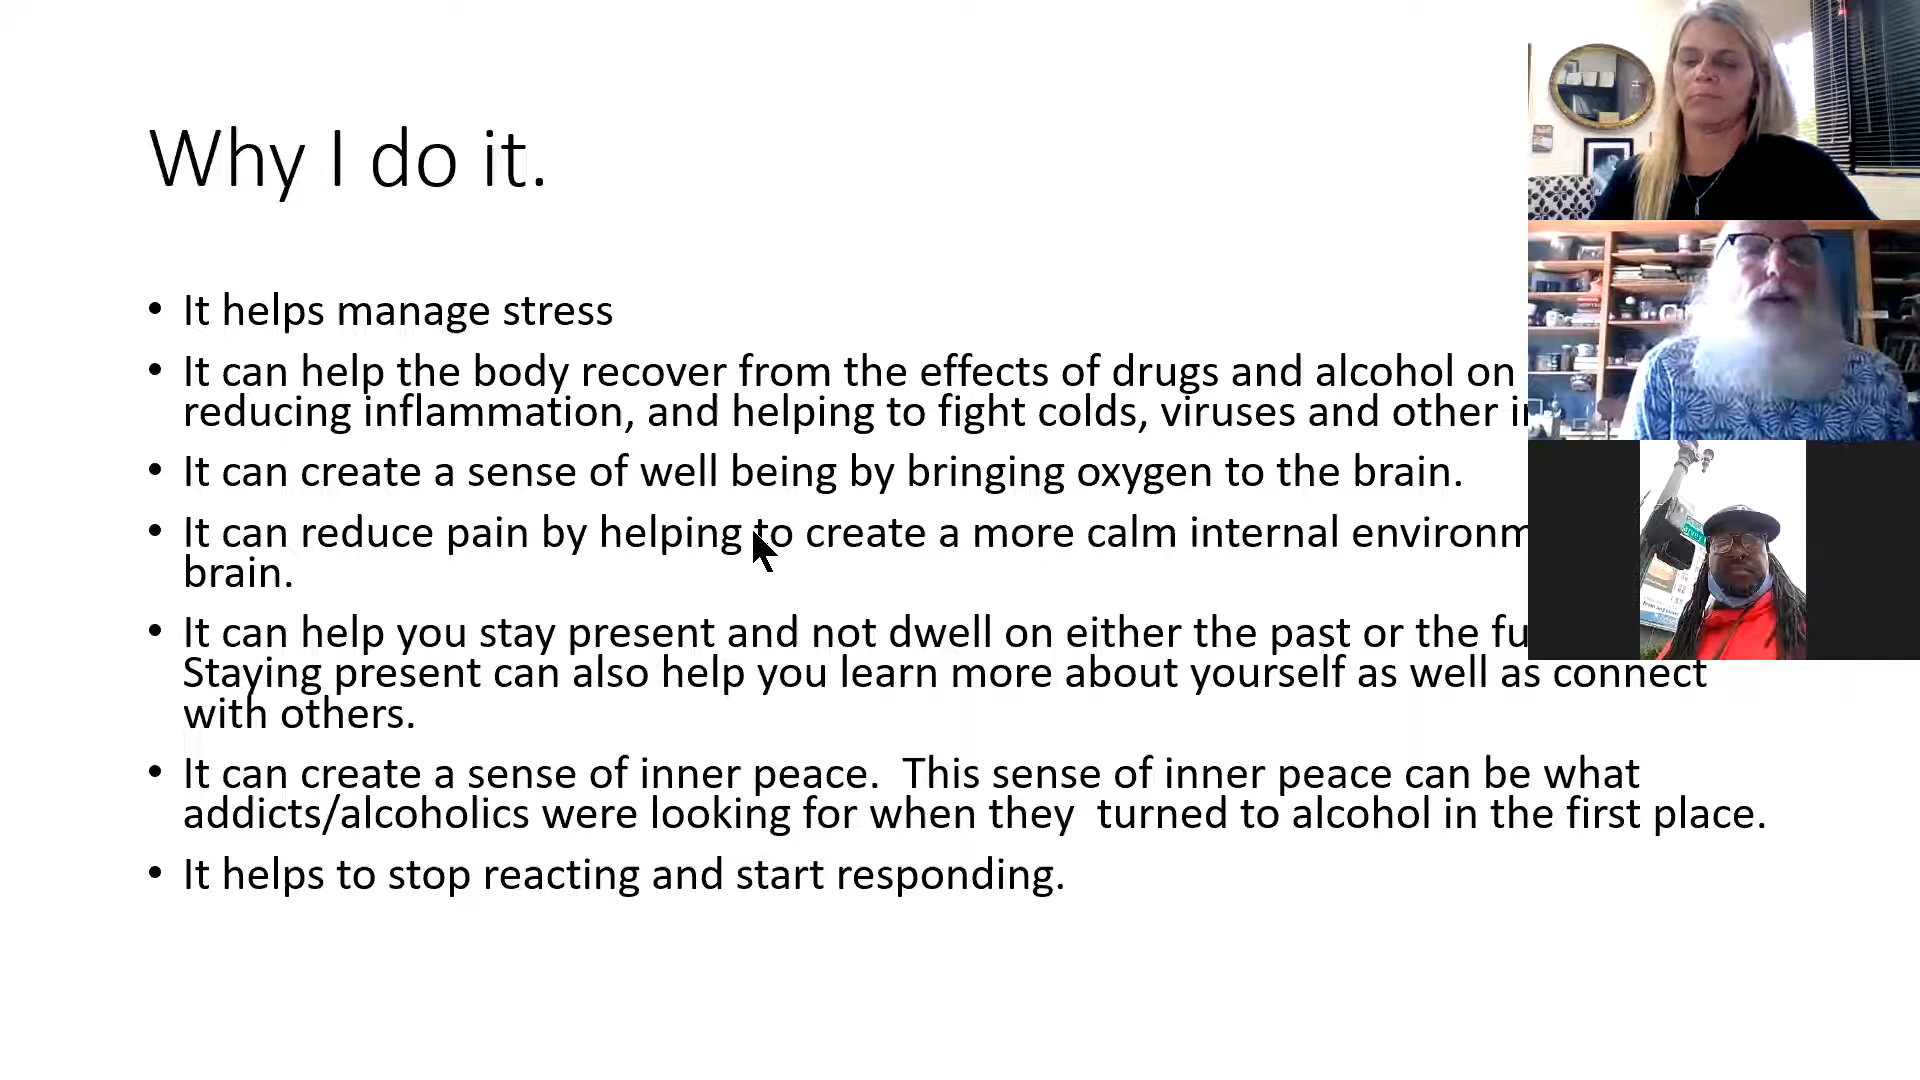 Why I do it.
• It helps manage stress
• It can help the body recover from the effects of drugs and alcohol on
reducing inflammation, and helping to fight colds, viruses and other
• It can create a sense of well being by bringing oxygen to the brain.
• It can reduce pain by helping to create a more calm internal
brain.
• It can help you stay present and not dwell on either the past or the
Staying present can also help you learn more about yourself as well as connect
with others.
• It can create a sense of inner peace.  This sense of inner peace can be what
addicts/alcoholics were looking for when they  turned to alcohol in the first place.
• It helps to stop reacting and start responding.